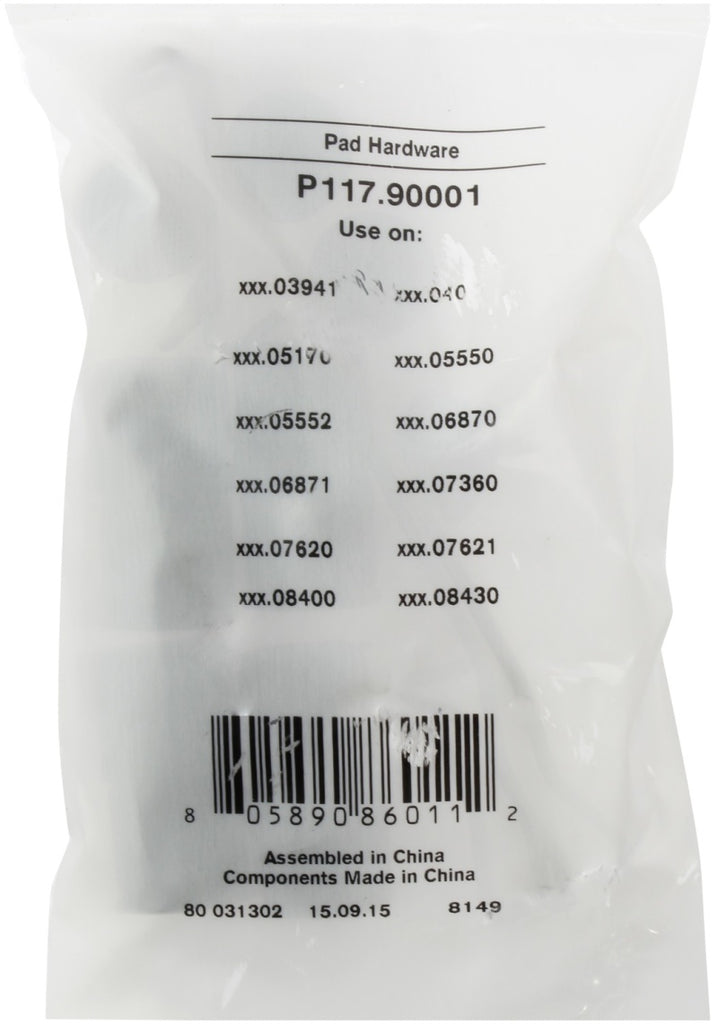 Pad Hardware
P117.90001
Use on:
xxx.03941
xxx.05170 xxx.05550
xxx.05552 xxx.06870
xxx.06871 xxx.07360
xxx.07620 xxx.07621
xxx.08400 xxx.08430
8 05890 86011 2
Assembled in China
Components Made in China
80 031302 15.09.15 8149